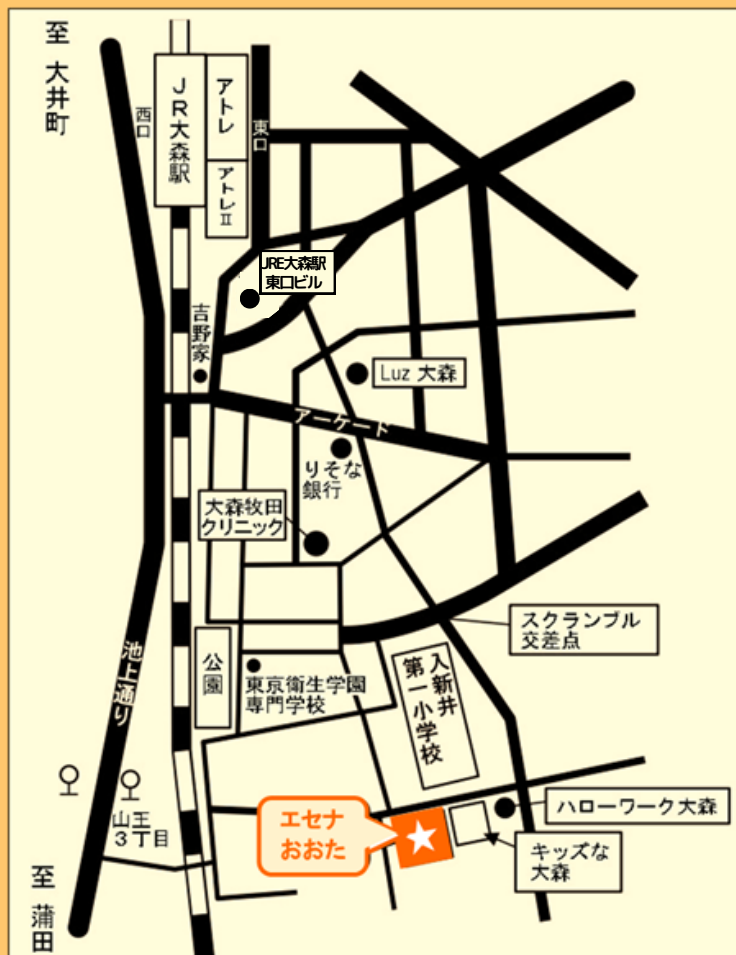 至 大井町
西口
JR大森駅
アトレ
アトレⅡ
東口
JRE大森駅
東口ビル
吉野家
Luz 大森
アーケード
りそな
銀行
大森牧田
クリニック
スクランブル
交差点
公園
東京衛生学園
専門学校
入新井
第一小学校
池上通り
山王
3丁目
エセナ
おおた
ハローワーク大森
キッズな
大森
至 蒲田